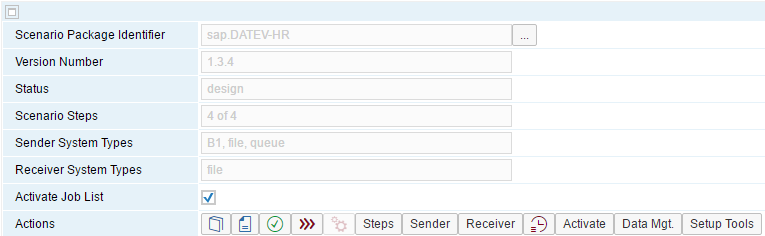 Scenario Package Identifier sap.DATEV-HR ...
Version Number 1.3.4
Status design
Scenario Steps 4 of 4
Sender System Types B1, file, queue
Receiver System Types file
Activate Job List
Actions Steps Sender Receiver Activate Data Mgt. Setup Tools